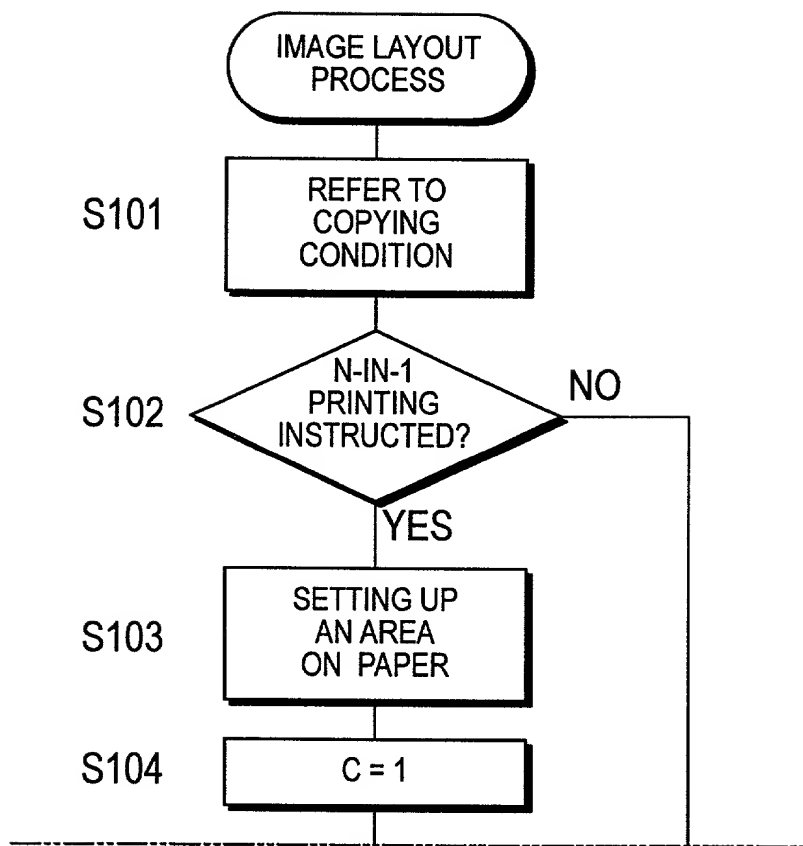 IMAGE LAYOUT
PROCESS
S101
REFER TO
COPYING
CONDITION
S102
N-IN-1
PRINTING
INSTRUCTED?
NO
YES
S103
SETTING UP
AN AREA
ON PAPER
S104
C = 1